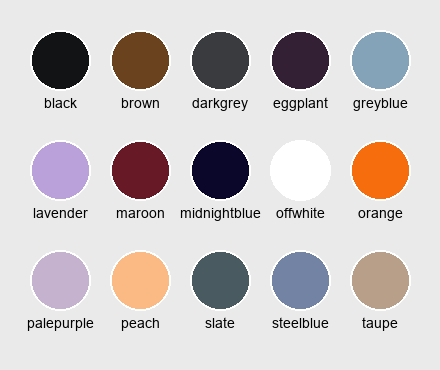 black brown darkgrey eggplant greyblue
lavender maroon midnightblue offwhite orange
palepurple peach slate steelblue taupe